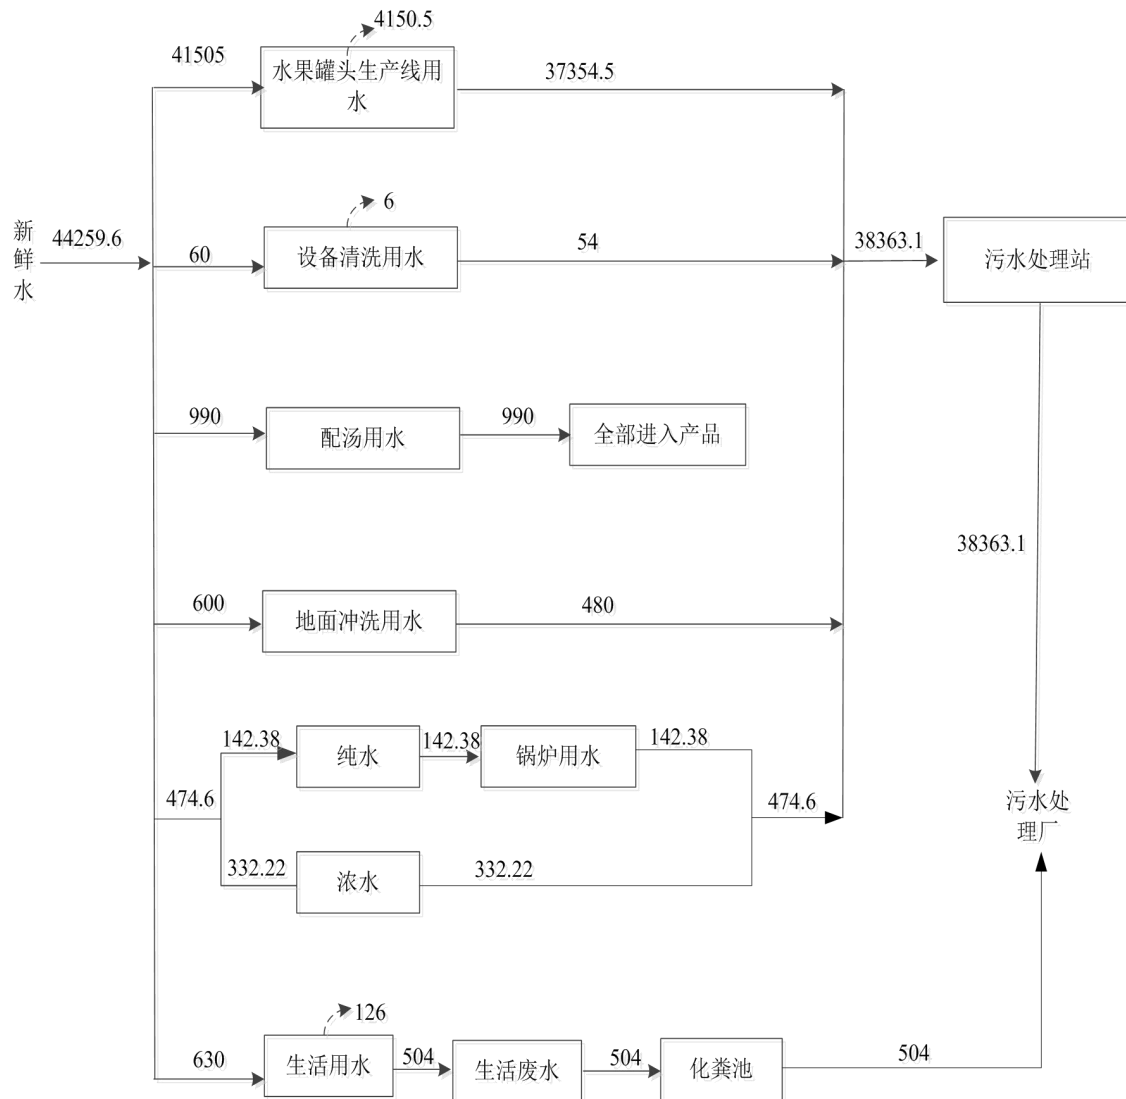 4150.5
41505
水果罐头生产线用
水
37354.5
新
鲜
水
44259.6
6
60
设备清洗用水
54
38363.1
污水处理站
990
配汤用水
990
全部进入产品
38363.1
600
地面冲洗用水
480
142.38
纯水
142.38
锅炉用水
142.38
474.6
474.6
污水处
理厂
332.22
浓水
332.22
126
630
生活用水
504
生活废水
504
化粪池
504